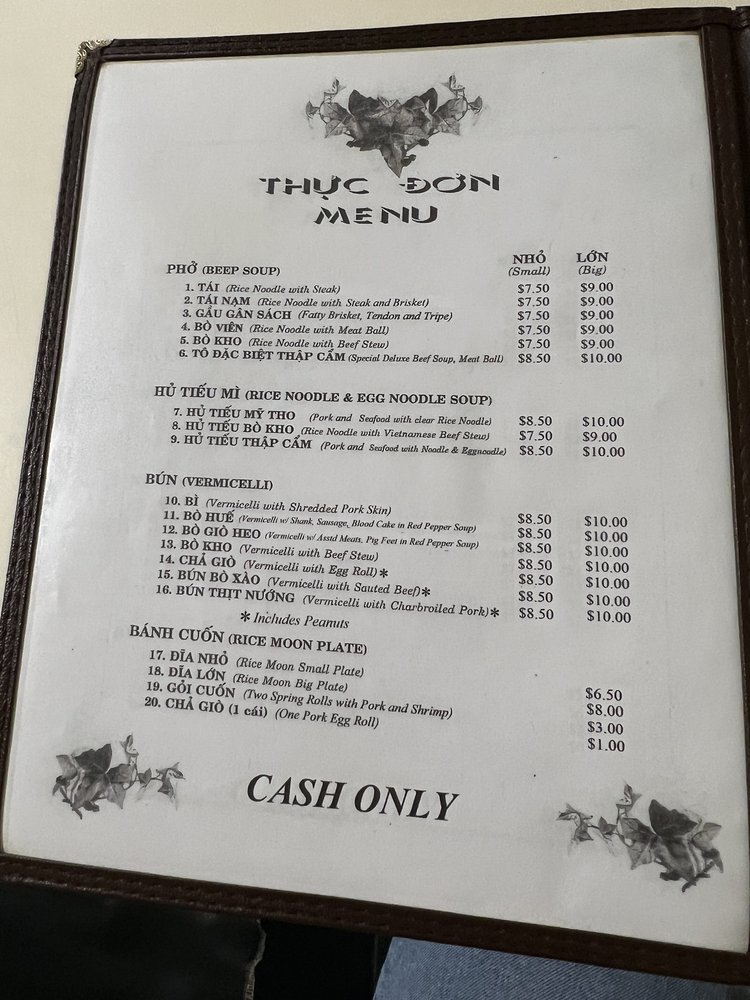 THỰC ĐƠN
MENU
NHỎ LỚN
(Small) (Big)
PHỞ (BEEP SOUP)
1. TÁI (Rice Noodle with Steak) $7.50 $9.00
2. TÁI NẠM (Rice Noodle with Steak and Brisket) $7.50 $9.00
3. GẦU GÂN SÁCH (Fatty Brisket, Tendon and Tripe) $7.50 $9.00
4. BÒ VIÊN (Rice Noodle with Meat Ball) $7.50 $9.00
5. BÒ KHO (Rice Noodle with Beef Stew) $7.50 $9.00
6. TÔ ĐẶC BIỆT THẬP CẨM (Special Deluxe Beef Soup, Meat Ball) $8.50 $10.00
HỦ TIẾU MÌ (RICE NOODLE & EGG NOODLE SOUP)
7. HỦ TIẾU MỸ THO (Pork and Seafood with clear Rice Noodle) $8.50 $10.00
8. HỦ TIẾU BÒ KHO (Rice Noodle with Vietnamese Beef Stew) $7.50 $9.00
9. HỦ TIẾU THẬP CẨM (Pork and Seafood with Noodle & Eggnoodle) $8.50 $10.00
BÚN (VERMICELLI)
10. BÌ (Vermicelli with Shredded Pork Skin) $8.50 $10.00
11. BÒ HUẾ (Vermicelli w/ Shank, Sausage, Blood Cake in Red Pepper Soup) $8.50 $10.00
12. BÒ GIÒ HEO (Vermicelli w/ Asstd Meats, Pig Feet in Red Pepper Soup) $8.50 $10.00
13. BÒ KHO (Vermicelli with Beef Stew) $8.50 $10.00
14. CHẢ GIÒ (Vermicelli with Egg Roll)* $8.50 $10.00
15. BÚN BÒ XÀO (Vermicelli with Sauted Beef)* $8.50 $10.00
16. BÚN THỊT NƯỚNG (Vermicelli with Charbroiled Pork)* $8.50 $10.00
* Includes Peanuts
BÁNH CUỐN (RICE MOON PLATE)
17. ĐĨA NHỎ (Rice Moon Small Plate) $6.50
18. ĐĨA LỚN (Rice Moon Big Plate) $8.00
19. GỎI CUỐN (Two Spring Rolls with Pork and Shrimp) $3.00
20. CHẢ GIÒ (1 cái) (One Pork Egg Roll) $1.00
CASH ONLY